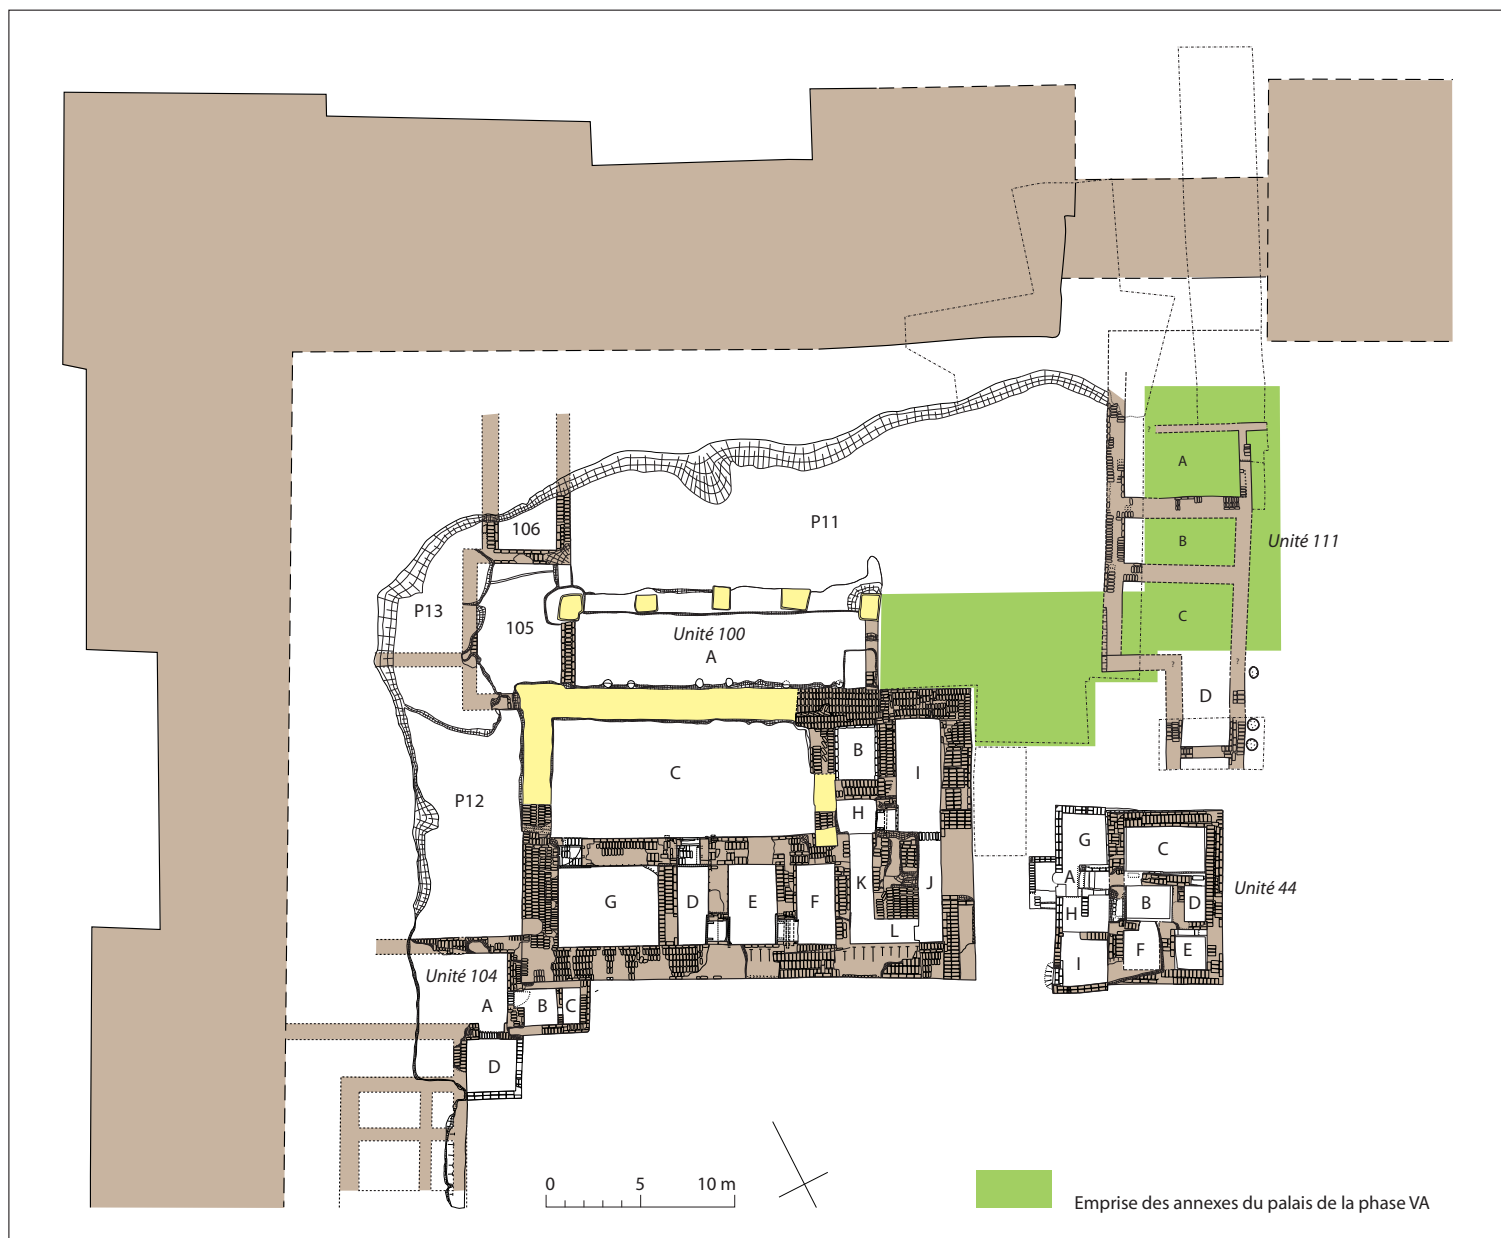 ?
A
106
P11
B
Unité 111
P13
105
Unité 100
A
C
?
?
D
B
C
I
P12
H
G
C
A
Unité 44
K
J
G
D
E
F
H
B
D
L
F
E
I
Unité 104
A
B
C
D
0 5 10 m
Emprise des annexes du palais de la phase VA